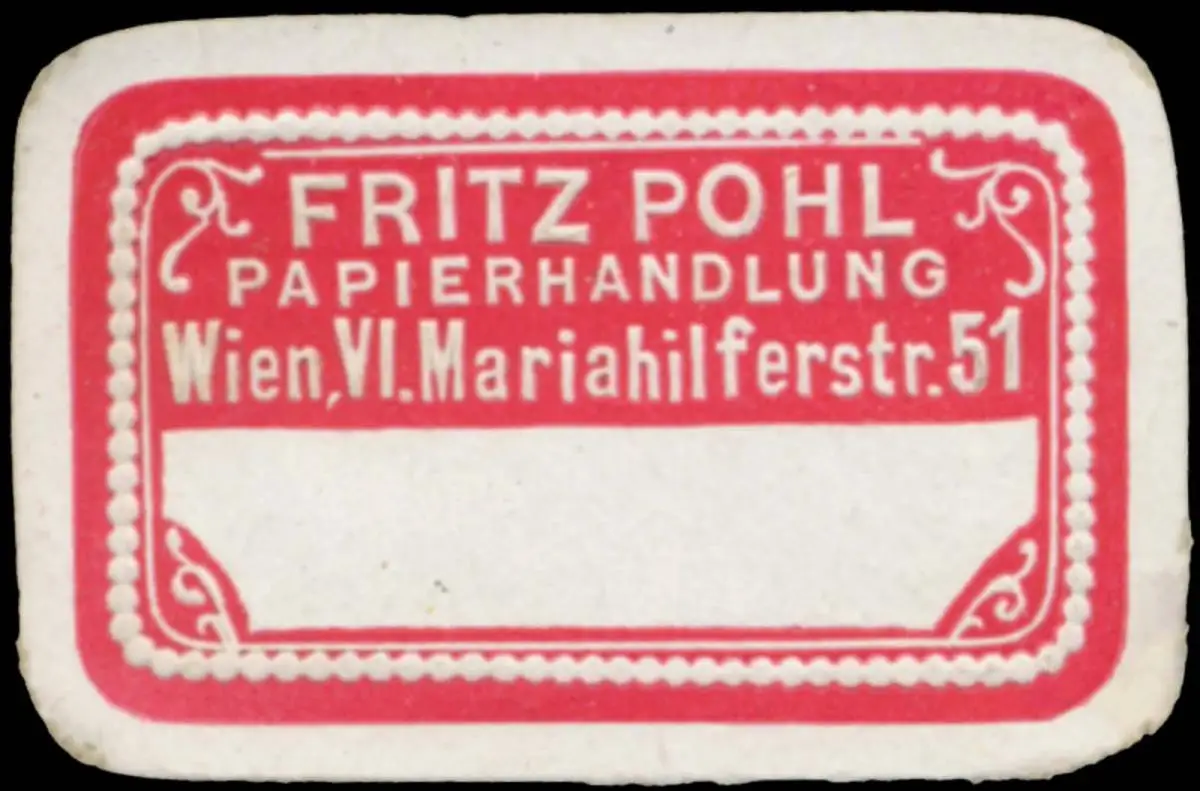 FRITZ POHL
PAPIERHANDLUNG
Wien, VI. Mariahilferstr. 51